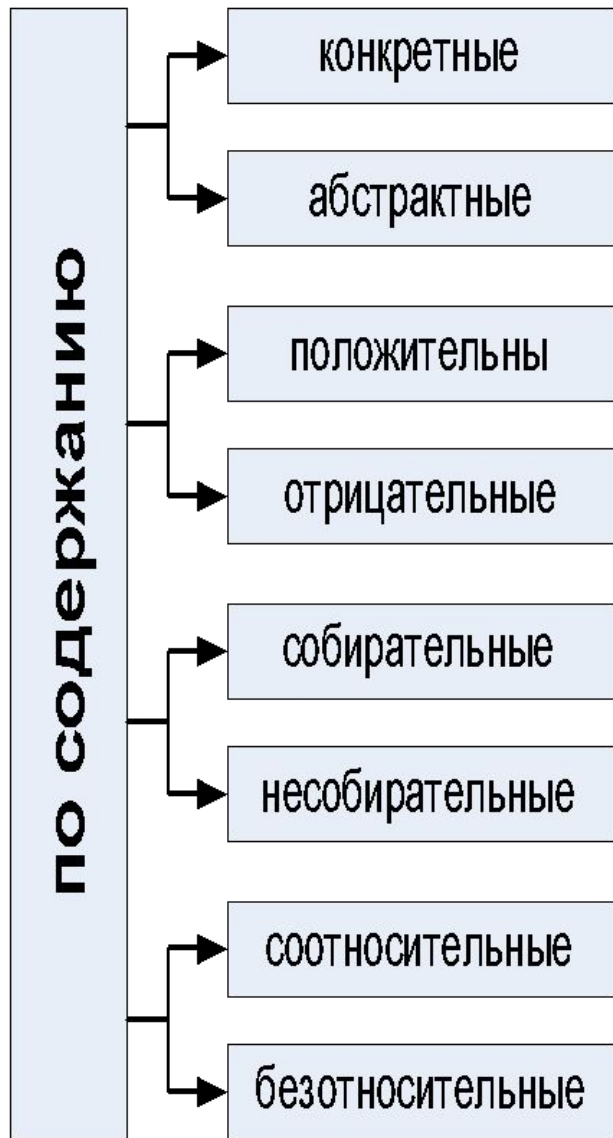 по содержанию
конкретные
абстрактные
положительны
отрицательные
собирательные
несобирательные
соотносительные
безотносительные